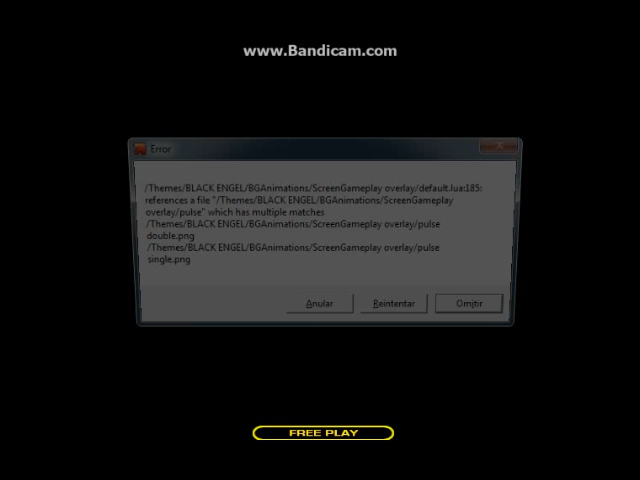 www.Bandicam.com
Error
/Themes/BLACK ENGEL/BGAnimations/ScreenGameplay overlay/default.lua:185:
references a file "/Themes/BLACK ENGEL/BGAnimations/ScreenGameplay
overlay/pulse" which has multiple matches
/Themes/BLACK ENGEL/BGAnimations/ScreenGameplay overlay/pulse
double.png
/Themes/BLACK ENGEL/BGAnimations/ScreenGameplay overlay/pulse
single.png
Anular Reintentar Omitir
FREE PLAY